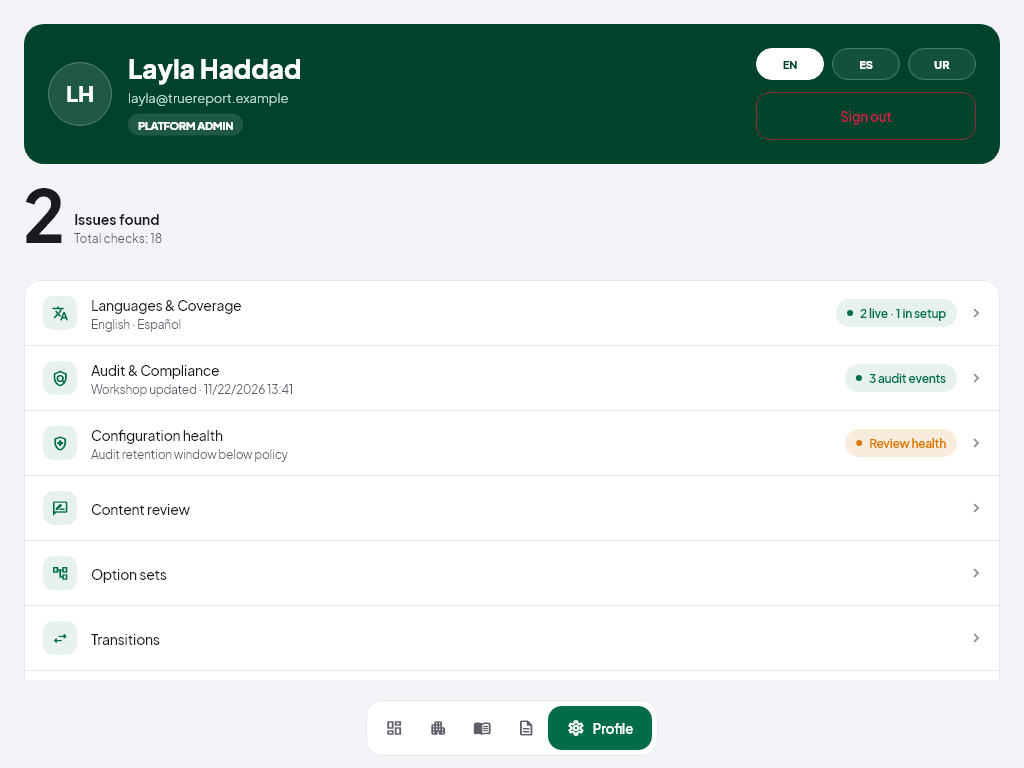 LH
Layla Haddad
layla@truereport.example
PLATFORM ADMIN
EN
ES
UR
Sign out
2
Issues found
Total checks: 18
Languages & Coverage
English · Español
2 live · 1 in setup
Audit & Compliance
Workshop updated · 11/22/2026 13:41
3 audit events
Configuration health
Audit retention window below policy
Review health
Content review
Option sets
Transitions
Profile